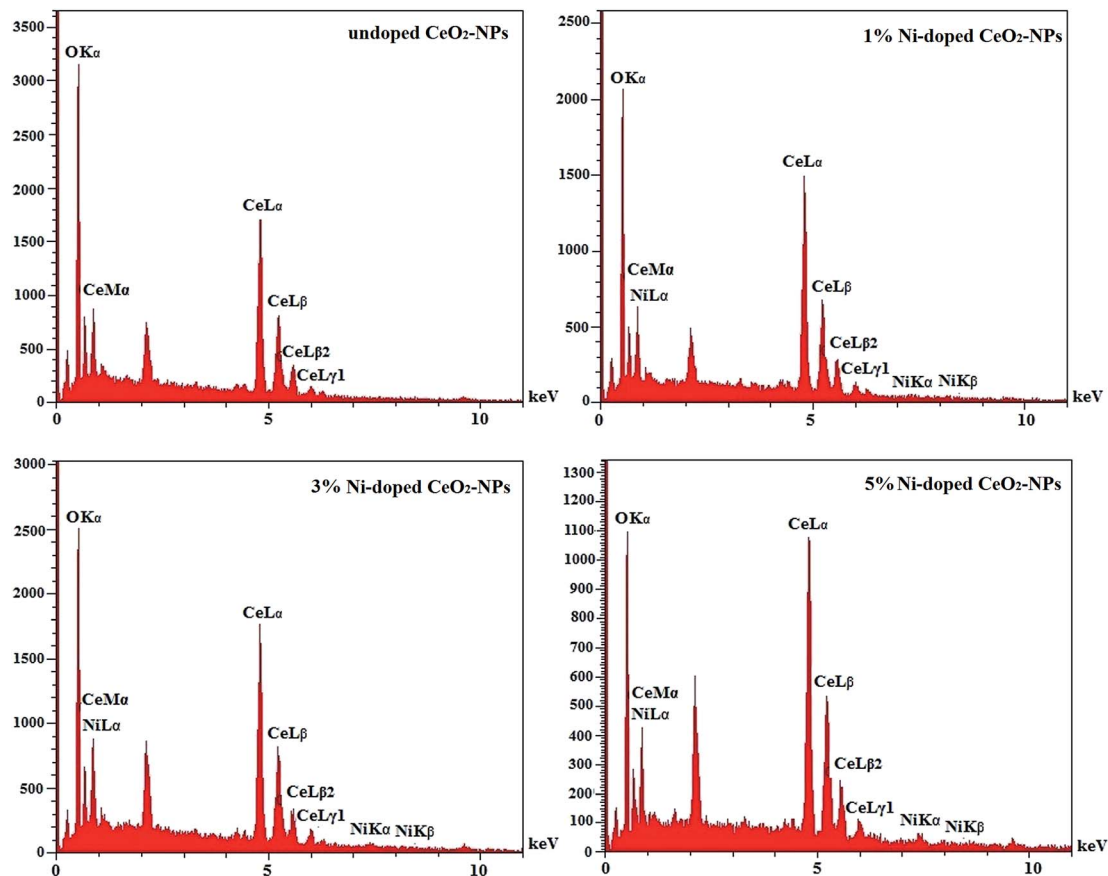 undoped CeO₂-NPs
3500
3000
2500
2000
1500
1000
500
0
OKα
CeMα
CeLα
CeLβ
CeLβ2
CeLγ1
0
5
10
keV
1% Ni-doped CeO₂-NPs
2500
2000
1500
1000
500
0
OKα
CeMα
NiLα
CeLα
CeLβ
CeLβ2
CeLγ1
NiKα
NiKβ
0
5
10
keV
3% Ni-doped CeO₂-NPs
3000
2500
2000
1500
1000
500
0
OKα
CeMα
NiLα
CeLα
CeLβ
CeLβ2
CeLγ1
NiKα
NiKβ
0
5
10
keV
5% Ni-doped CeO₂-NPs
1300
1200
1100
1000
900
800
700
600
500
400
300
200
100
0
OKα
CeMα
NiLα
CeLα
CeLβ
CeLβ2
CeLγ1
NiKα
NiKβ
0
5
10
keV